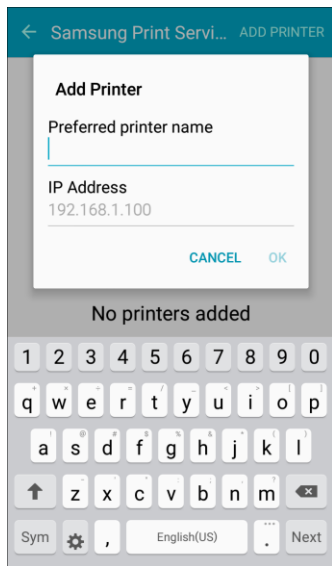 ← Samsung Print Servi... ADD PRINTER
Add Printer
Preferred printer name
IP Address
192.168.1.100
CANCEL OK
No printers added
1 2 3 4 5 6 7 8 9 0
q w e r t y u i o p
a s d f g h j k l
z x c v b n m
Sym , English(US) . Next